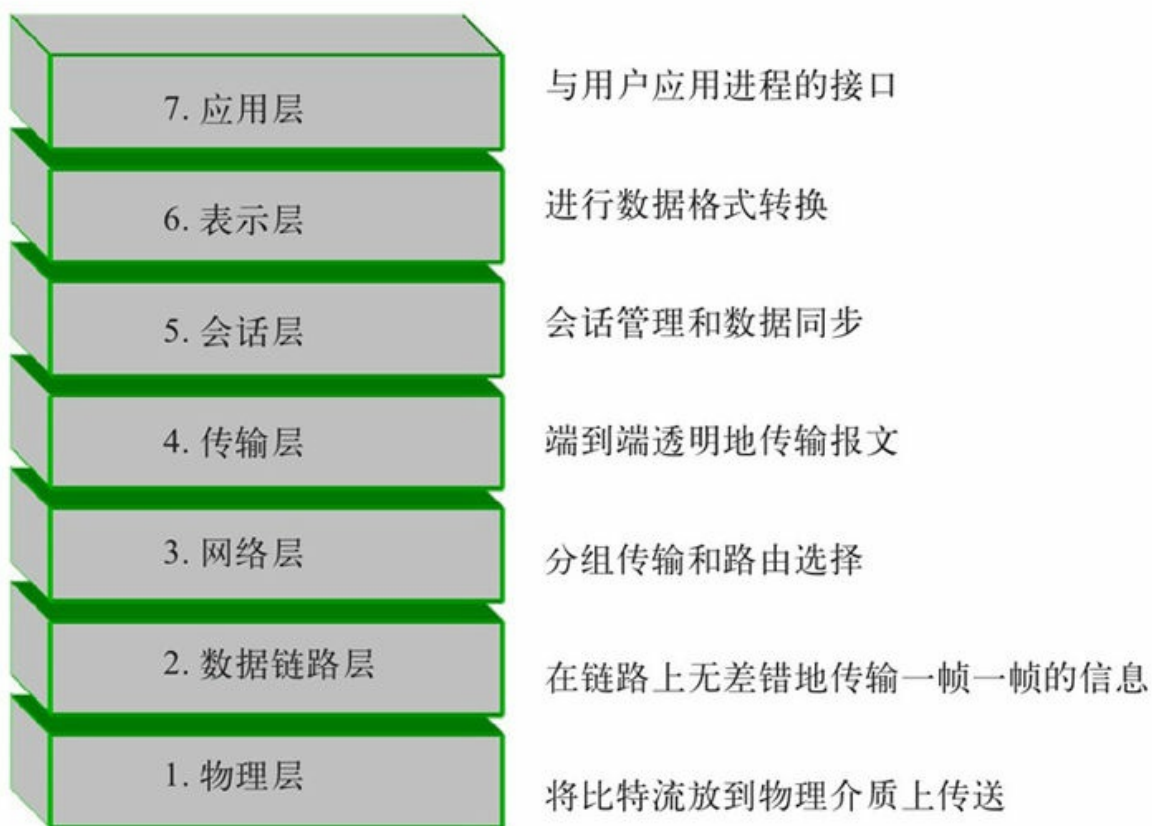 7. 应用层
与用户应用进程的接口
6. 表示层
进行数据格式转换
5. 会话层
会话管理和数据同步
4. 传输层
端到端透明地传输报文
3. 网络层
分组传输和路由选择
2. 数据链路层
在链路上无差错地传输一帧一帧的信息
1. 物理层
将比特流放到物理介质上传送